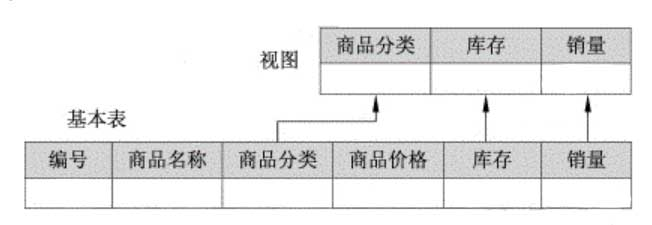 商品分类 库存 销量
视图
基本表
编号 商品名称 商品分类 商品价格 库存 销量